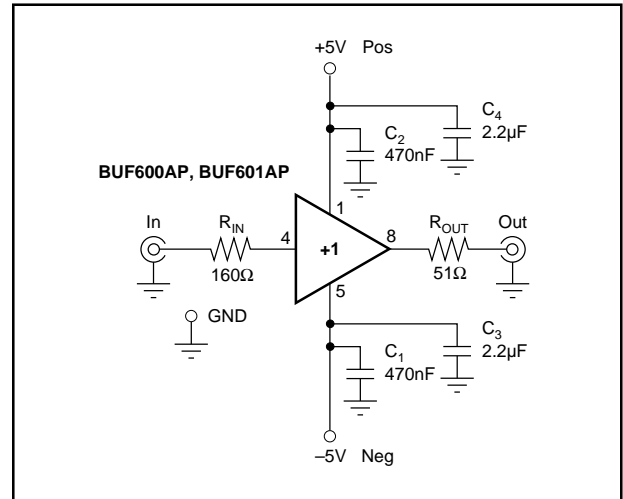 +5V Pos
C4
2.2µF
C2
470nF
BUF600AP, BUF601AP
1
In
RIN
160Ω
4
+1
8
ROUT
51Ω
Out
5
GND
C3
2.2µF
C1
470nF
–5V Neg